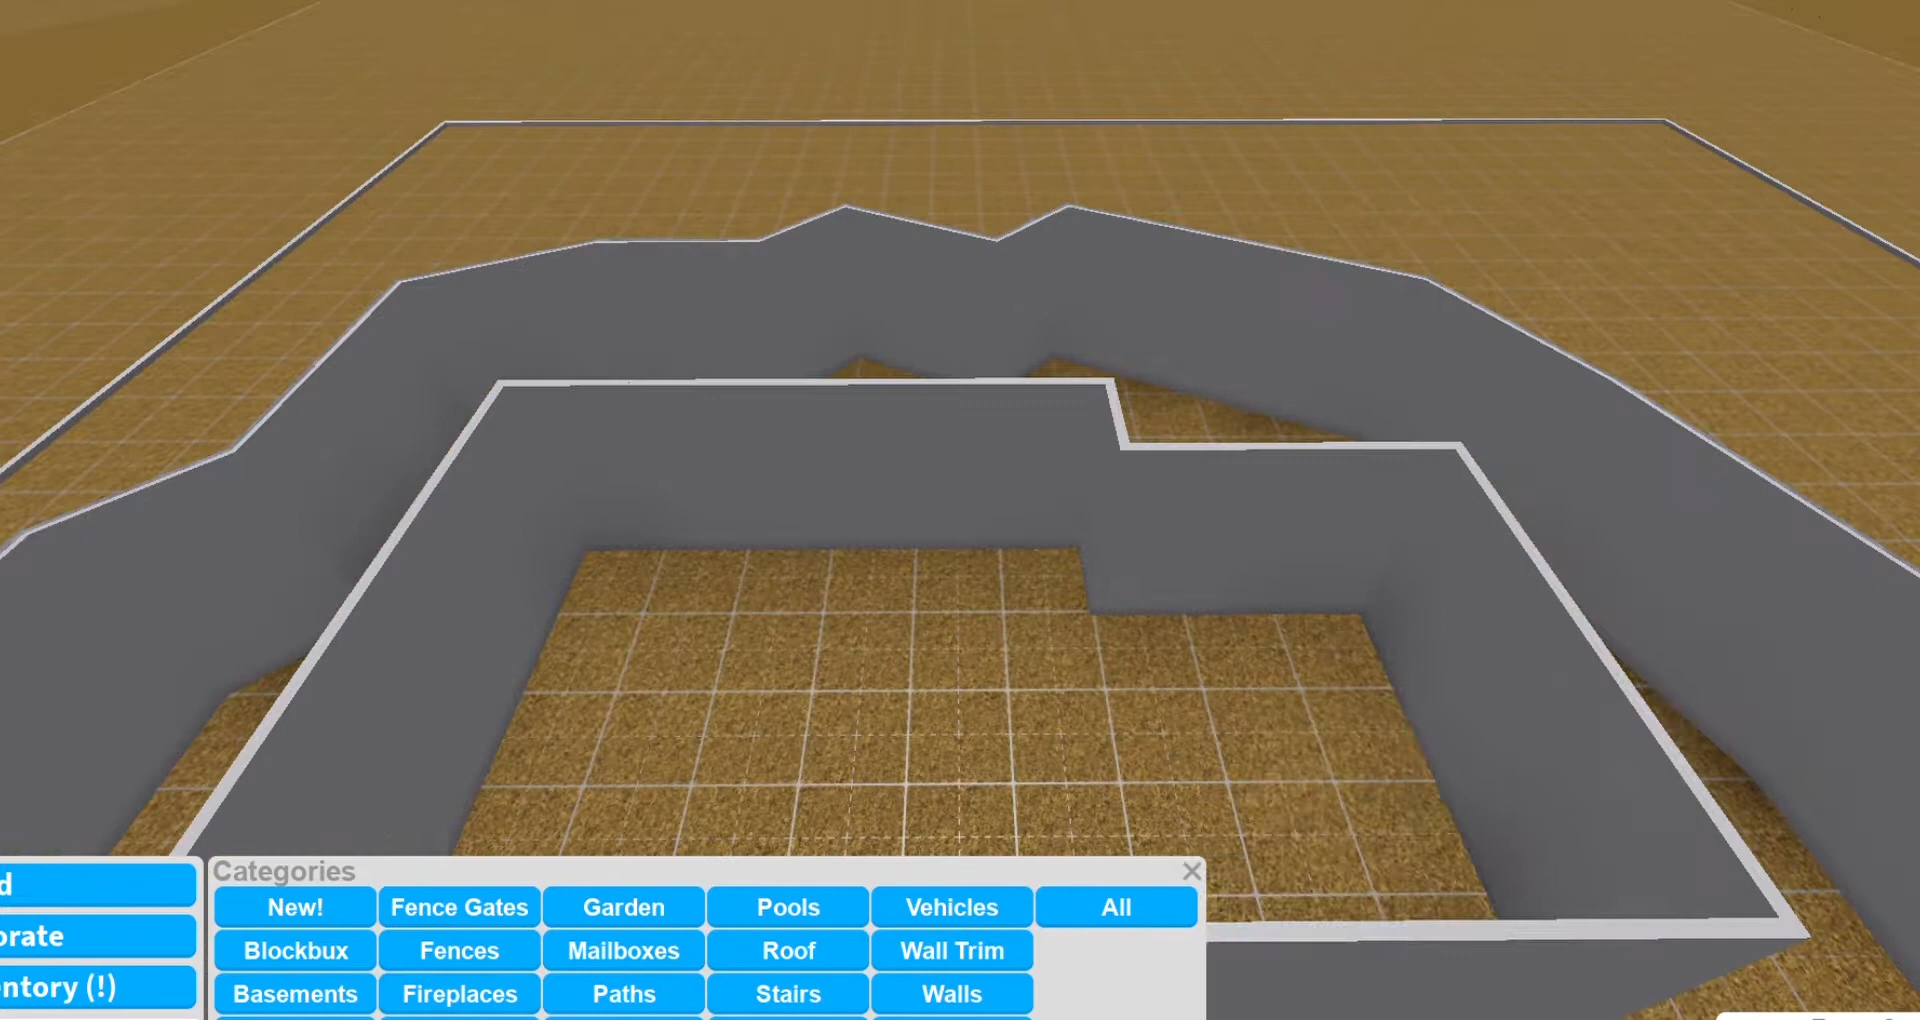 d
orate
entory (!)
Categories
New! Fence Gates Garden Pools Vehicles All
Blockbux Fences Mailboxes Roof Wall Trim
Basements Fireplaces Paths Stairs Walls